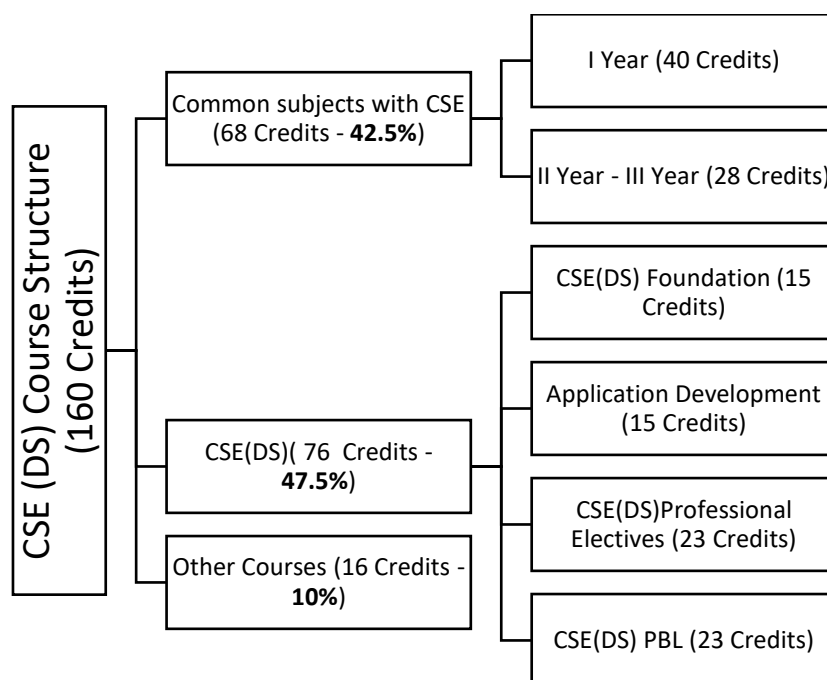 CSE (DS) Course Structure
(160 Credits)
Common subjects with CSE
(68 Credits - 42.5%)
I Year (40 Credits)
II Year - III Year (28 Credits)
CSE(DS)( 76  Credits -
47.5%)
CSE(DS) Foundation (15
Credits)
Application Development
(15 Credits)
CSE(DS)Professional
Electives (23 Credits)
CSE(DS) PBL (23 Credits)
Other Courses (16 Credits -
10%)